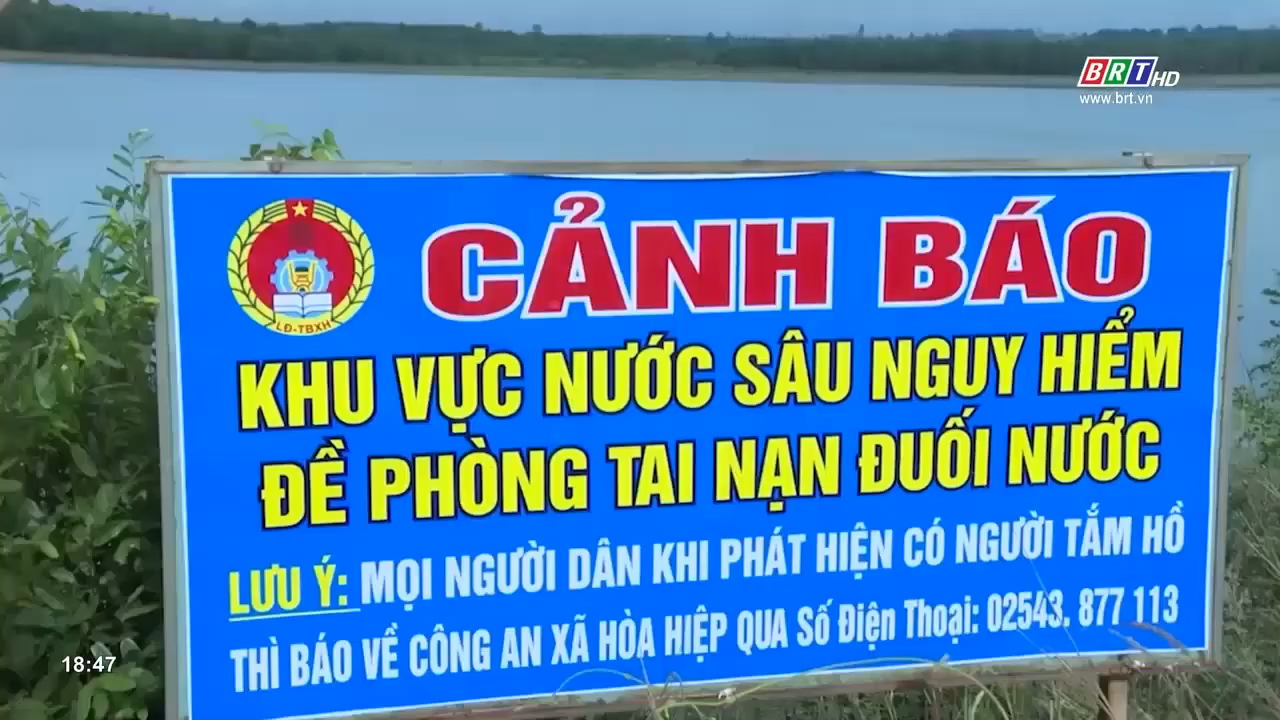 BRT HD
www.brt.vn
CẢNH BÁO
LĐ-TBXH
KHU VỰC NƯỚC SÂU NGUY HIỂM
ĐỀ PHÒNG TAI NẠN ĐUỐI NƯỚC
LƯU Ý: MỌI NGƯỜI DÂN KHI PHÁT HIỆN CÓ NGƯỜI TẮM HỒ
THÌ BÁO VỀ CÔNG AN XÃ HÒA HIỆP QUA Số Điện Thoại: 02543. 877 113
18:47